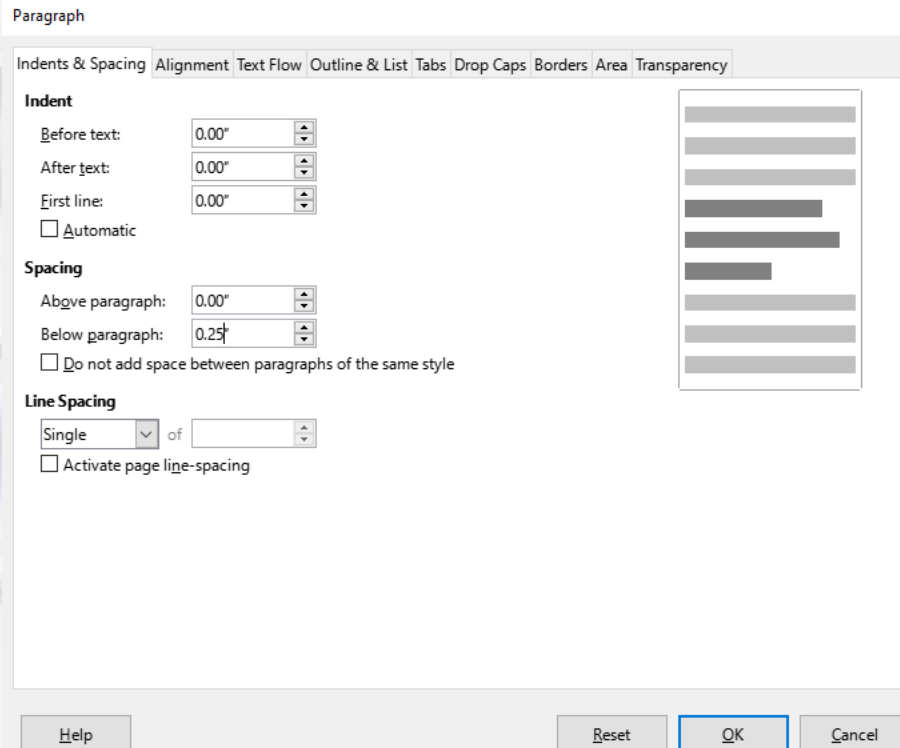 Paragraph
Indents & Spacing Alignment Text Flow Outline & List Tabs Drop Caps Borders Area Transparency
Indent
Before text: 0.00"
After text: 0.00"
First line: 0.00"
Automatic
Spacing
Above paragraph: 0.00"
Below paragraph: 0.25"
Do not add space between paragraphs of the same style
Line Spacing
Single of
Activate page line-spacing
Help Reset OK Cancel